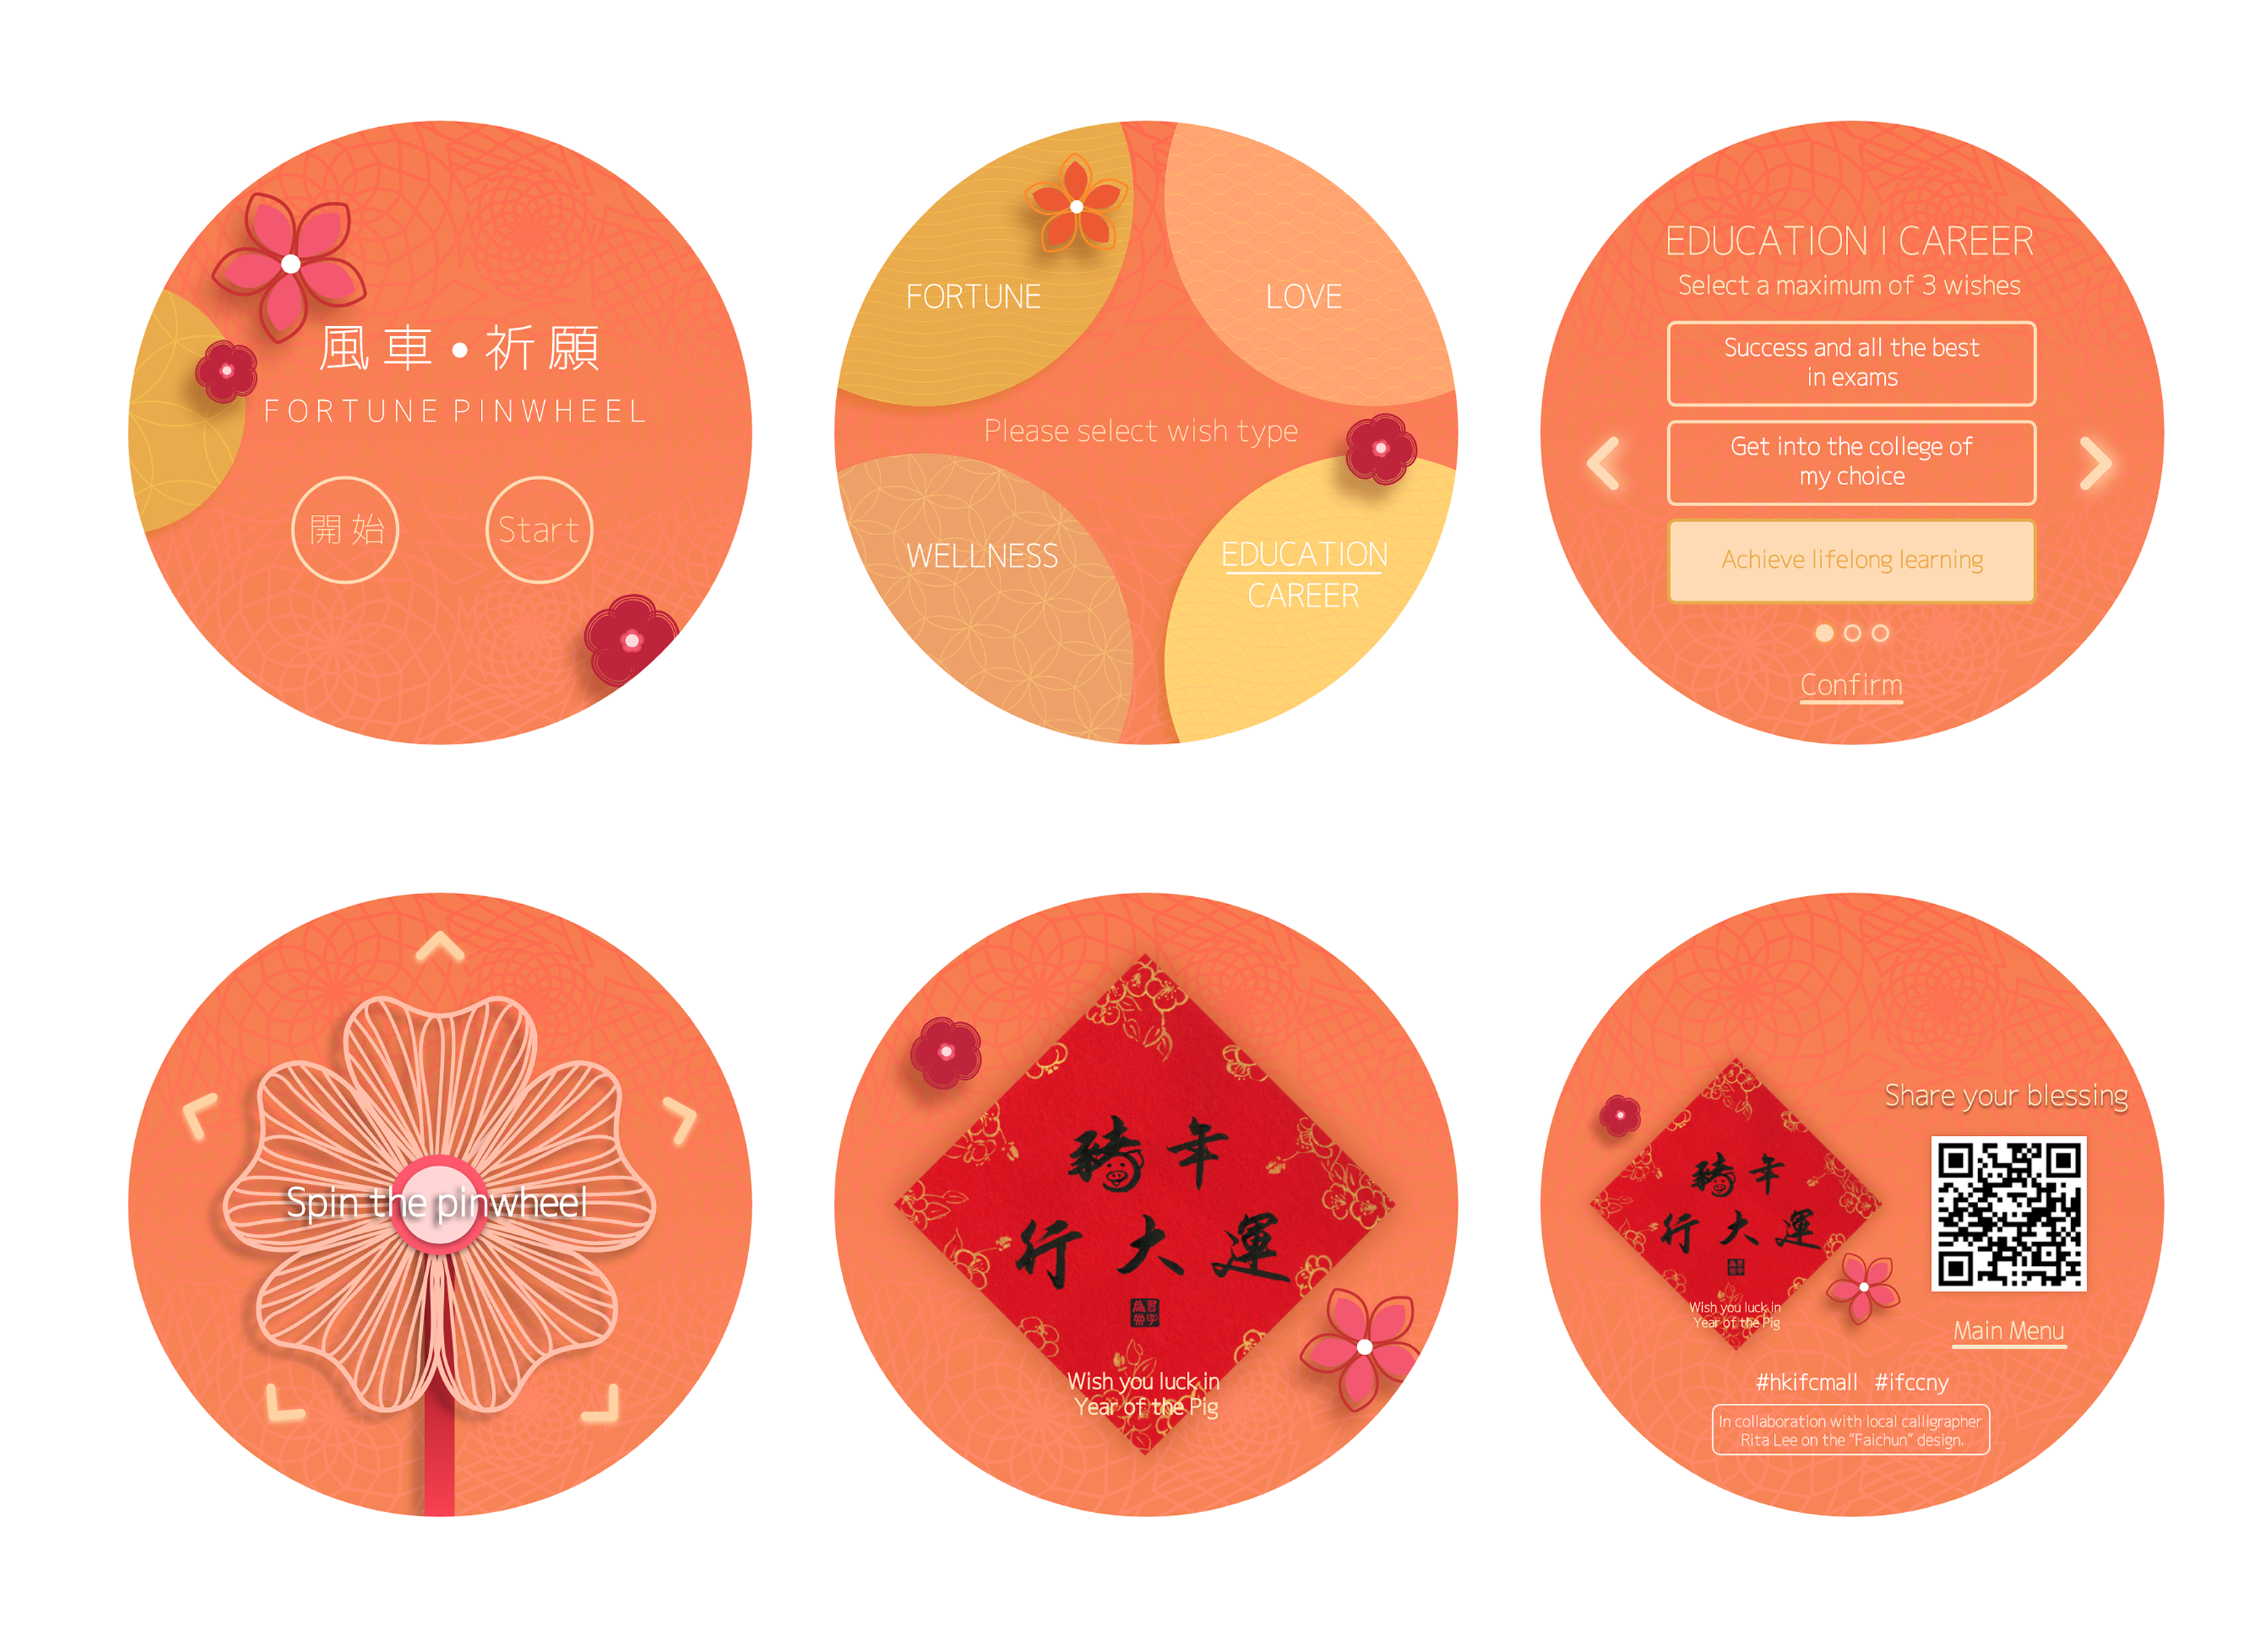 風車•祈願
FORTUNE PINWHEEL
開始
Start
FORTUNE
LOVE
Please select wish type
WELLNESS
EDUCATION
CAREER
EDUCATION | CAREER
Select a maximum of 3 wishes
Success and all the best
in exams
Get into the college of
my choice
Achieve lifelong learning
Confirm
Spin the pinwheel
豬年
行大運
Wish you luck in
Year of the Pig
Share your blessing
豬年
行大運
Wish you luck in
Year of the Pig
Main Menu
#hkifcmall #ifccny
In collaboration with local calligrapher
Rita Lee on the “Faichun” design.